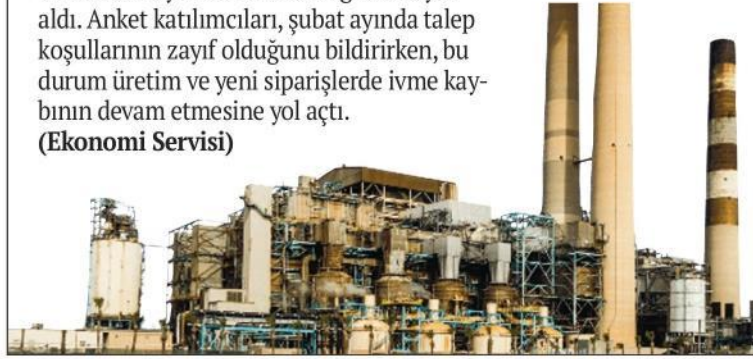 aldı. Anket katılımcıları, şubat ayında talep
koşullarının zayıf olduğunu bildirirken, bu
durum üretim ve yeni siparişlerde ivme kay-
bının devam etmesine yol açtı.
(Ekonomi Servisi)